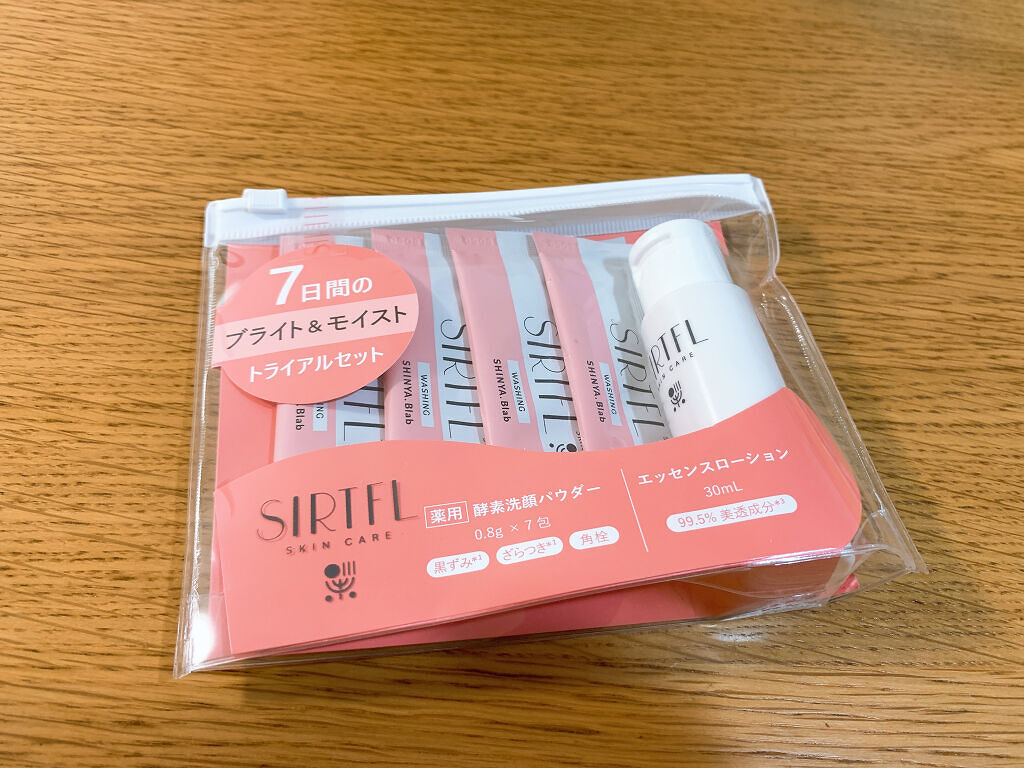 7日間の
ブライト&モイスト
トライアルセット
WASHING
SHINYA.Blab
SIRTFL
WASHING
SHINYA.Blab
SIRTFL
WASHING
SHINYA.Blab
SIRTFL
SIRTFL
SKIN CARE
SIRTFL
SKIN CARE
薬用 酵素洗顔パウダー
0.8g × 7包
黒ずみ*1 ざらつき*1 角栓
エッセンスローション
30mL
99.5% 美透成分*3